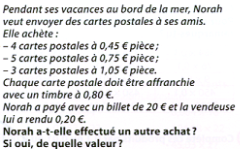 Pendant ses vacances au bord de la mer, Norah
veut envoyer des cartes postales à ses amis.
Elle achète :
– 4 cartes postales à 0,45 € pièce ;
– 5 cartes postales à 0,75 € pièce ;
– 3 cartes postales à 1,05 € pièce.
Chaque carte postale doit être affranchie
avec un timbre à 0,80 €.
Norah a payé avec un billet de 20 € et la vendeuse
lui a rendu 0,20 €.
Norah a-t-elle effectué un autre achat ?
Si oui, de quelle valeur ?